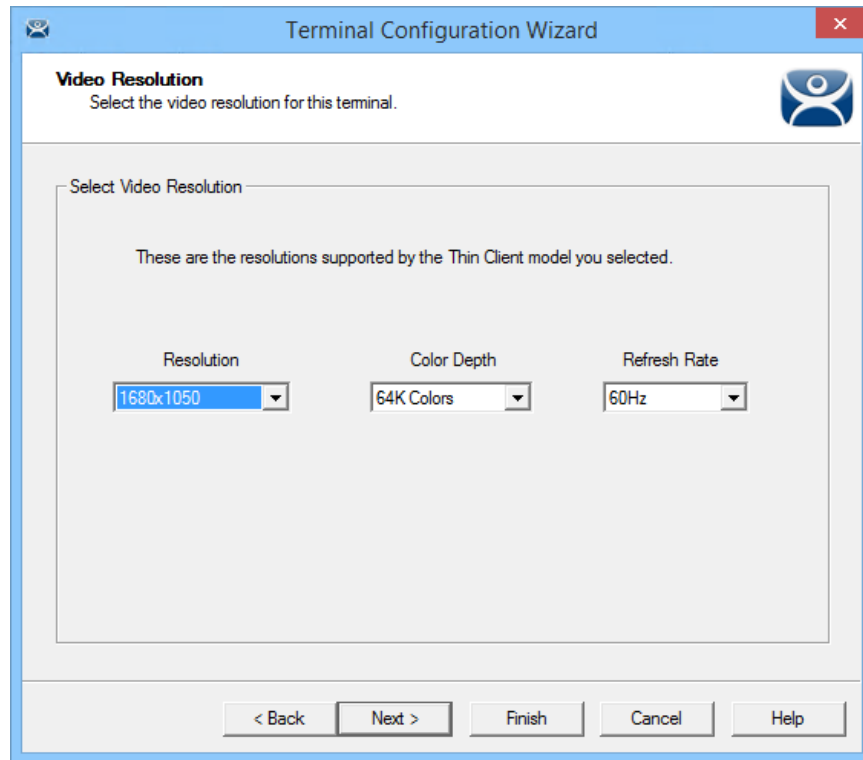 Terminal Configuration Wizard
Video Resolution
Select the video resolution for this terminal.
Select Video Resolution
These are the resolutions supported by the Thin Client model you selected.
Resolution Color Depth Refresh Rate
1680x1050 64K Colors 60Hz
< Back Next > Finish Cancel Help